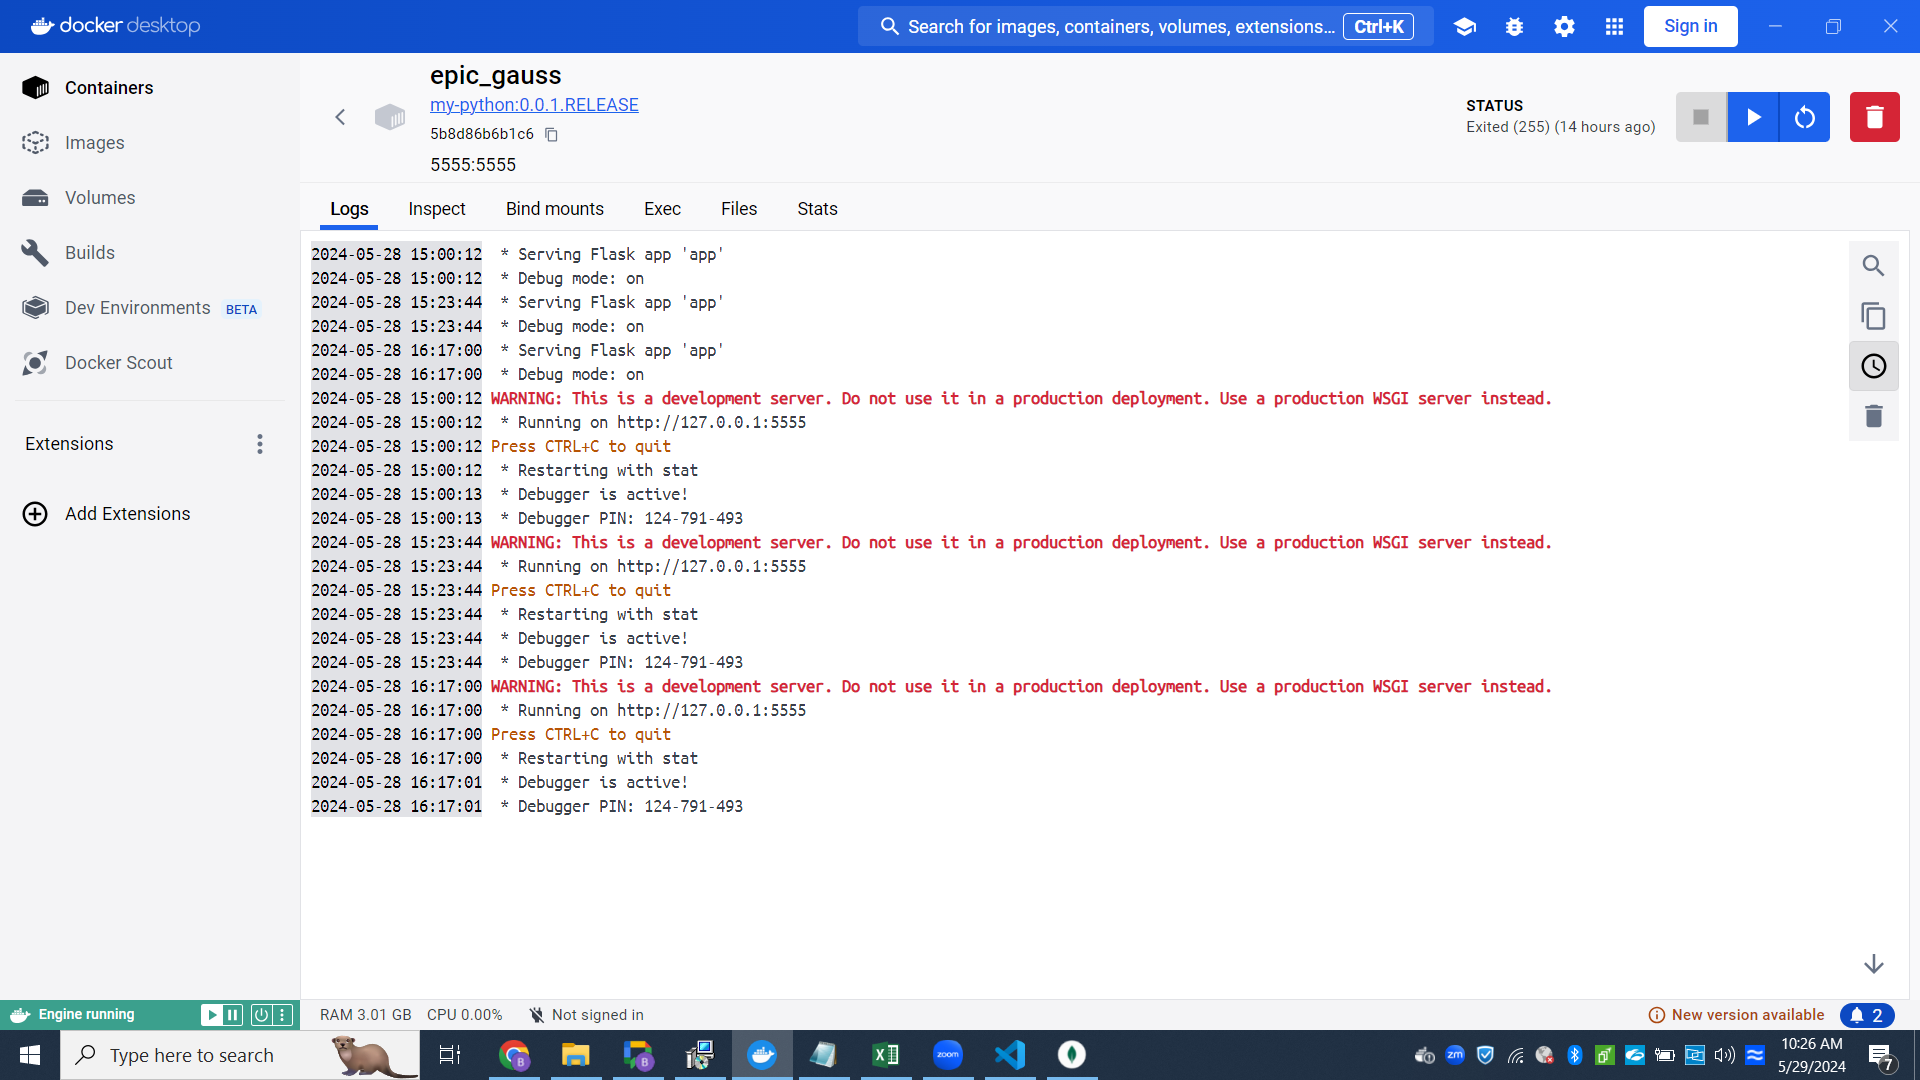 docker desktop
Search for images, containers, volumes, extensions... Ctrl+K
Sign in
Containers
Images
Volumes
Builds
Dev Environments BETA
Docker Scout
Extensions
Add Extensions
epic_gauss
my-python:0.0.1.RELEASE
5b8d86b6b1c6
5555:5555
STATUS
Exited (255) (14 hours ago)
Logs Inspect Bind mounts Exec Files Stats
2024-05-28 15:00:12 * Serving Flask app 'app'
2024-05-28 15:00:12 * Debug mode: on
2024-05-28 15:23:44 * Serving Flask app 'app'
2024-05-28 15:23:44 * Debug mode: on
2024-05-28 16:17:00 * Serving Flask app 'app'
2024-05-28 16:17:00 * Debug mode: on
2024-05-28 15:00:12 WARNING: This is a development server. Do not use it in a production deployment. Use a production WSGI server instead.
2024-05-28 15:00:12 * Running on http://127.0.0.1:5555
2024-05-28 15:00:12 Press CTRL+C to quit
2024-05-28 15:00:12 * Restarting with stat
2024-05-28 15:00:13 * Debugger is active!
2024-05-28 15:00:13 * Debugger PIN: 124-791-493
2024-05-28 15:23:44 WARNING: This is a development server. Do not use it in a production deployment. Use a production WSGI server instead.
2024-05-28 15:23:44 * Running on http://127.0.0.1:5555
2024-05-28 15:23:44 Press CTRL+C to quit
2024-05-28 15:23:44 * Restarting with stat
2024-05-28 15:23:44 * Debugger is active!
2024-05-28 15:23:44 * Debugger PIN: 124-791-493
2024-05-28 16:17:00 WARNING: This is a development server. Do not use it in a production deployment. Use a production WSGI server instead.
2024-05-28 16:17:00 * Running on http://127.0.0.1:5555
2024-05-28 16:17:00 Press CTRL+C to quit
2024-05-28 16:17:00 * Restarting with stat
2024-05-28 16:17:01 * Debugger is active!
2024-05-28 16:17:01 * Debugger PIN: 124-791-493
Engine running
RAM 3.01 GB CPU 0.00% Not signed in
New version available 2
Type here to search
B
B
zoom
zm
10:26 AM
5/29/2024
7